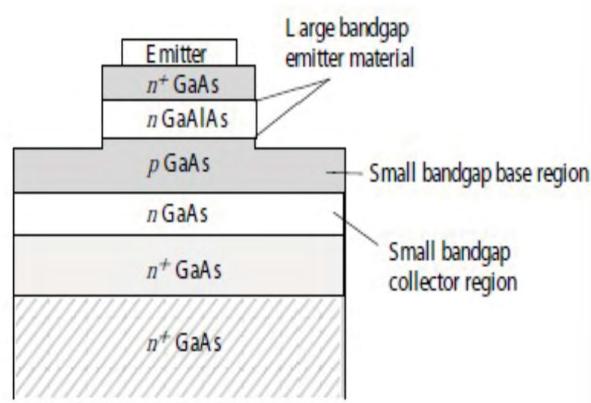 Emitter
n+ GaAs
n GaAlAs
p GaAs
n GaAs
n+ GaAs
n+ GaAs
Large bandgap
emitter material
Small bandgap base region
Small bandgap
collector region